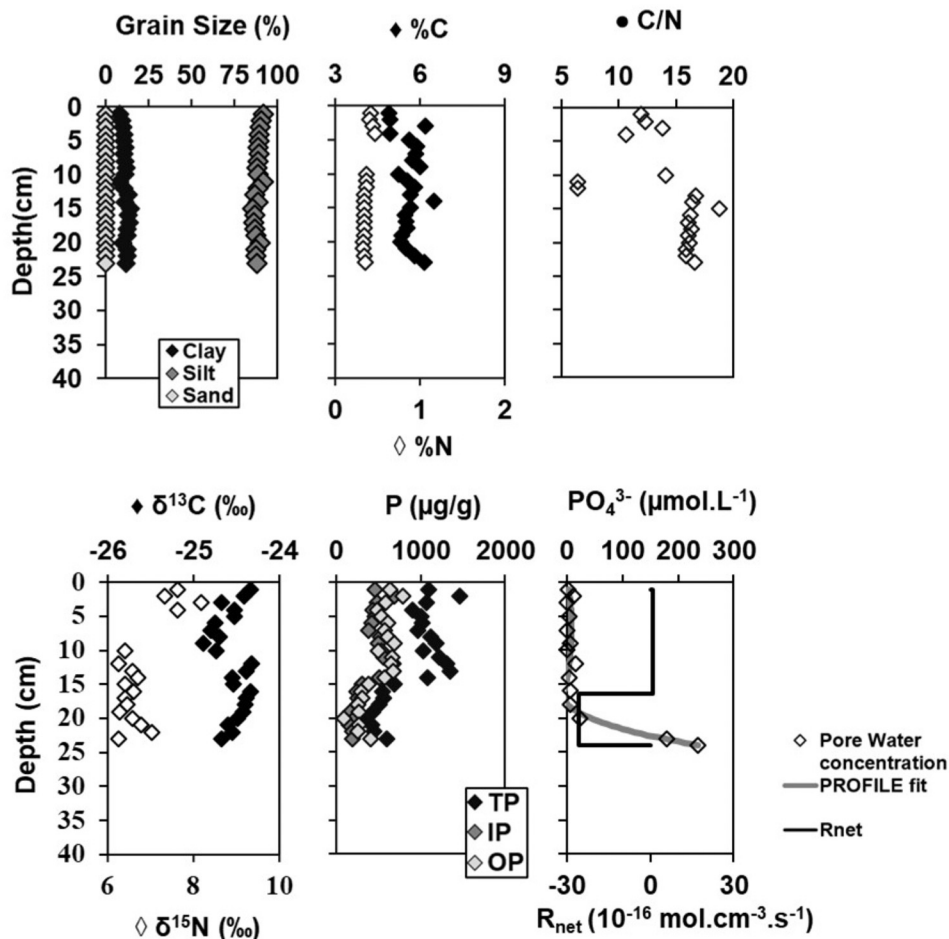 Grain Size (%)
0 25 50 75 100
Depth(cm)
0
5
10
15
20
25
30
35
40
◆ Clay
◆ Silt
◇ Sand
◆ %C
3 6 9
0 1 2
◇ %N
● C/N
5 10 15 20
◆ δ¹³C (‰)
-26 -24 -24
Depth (cm)
0
5
10
15
20
25
30
35
40
6 8 10
◇ δ¹⁵N (‰)
P (µg/g)
0 1000 2000
◆ TP
◆ IP
◇ OP
PO₄³⁻ (µmol.L⁻¹)
0 100 200 300
-30 0 30
Rnet (10⁻¹⁶ mol.cm⁻³.s⁻¹)
◇ Pore Water
concentration
PROFILE fit
Rnet